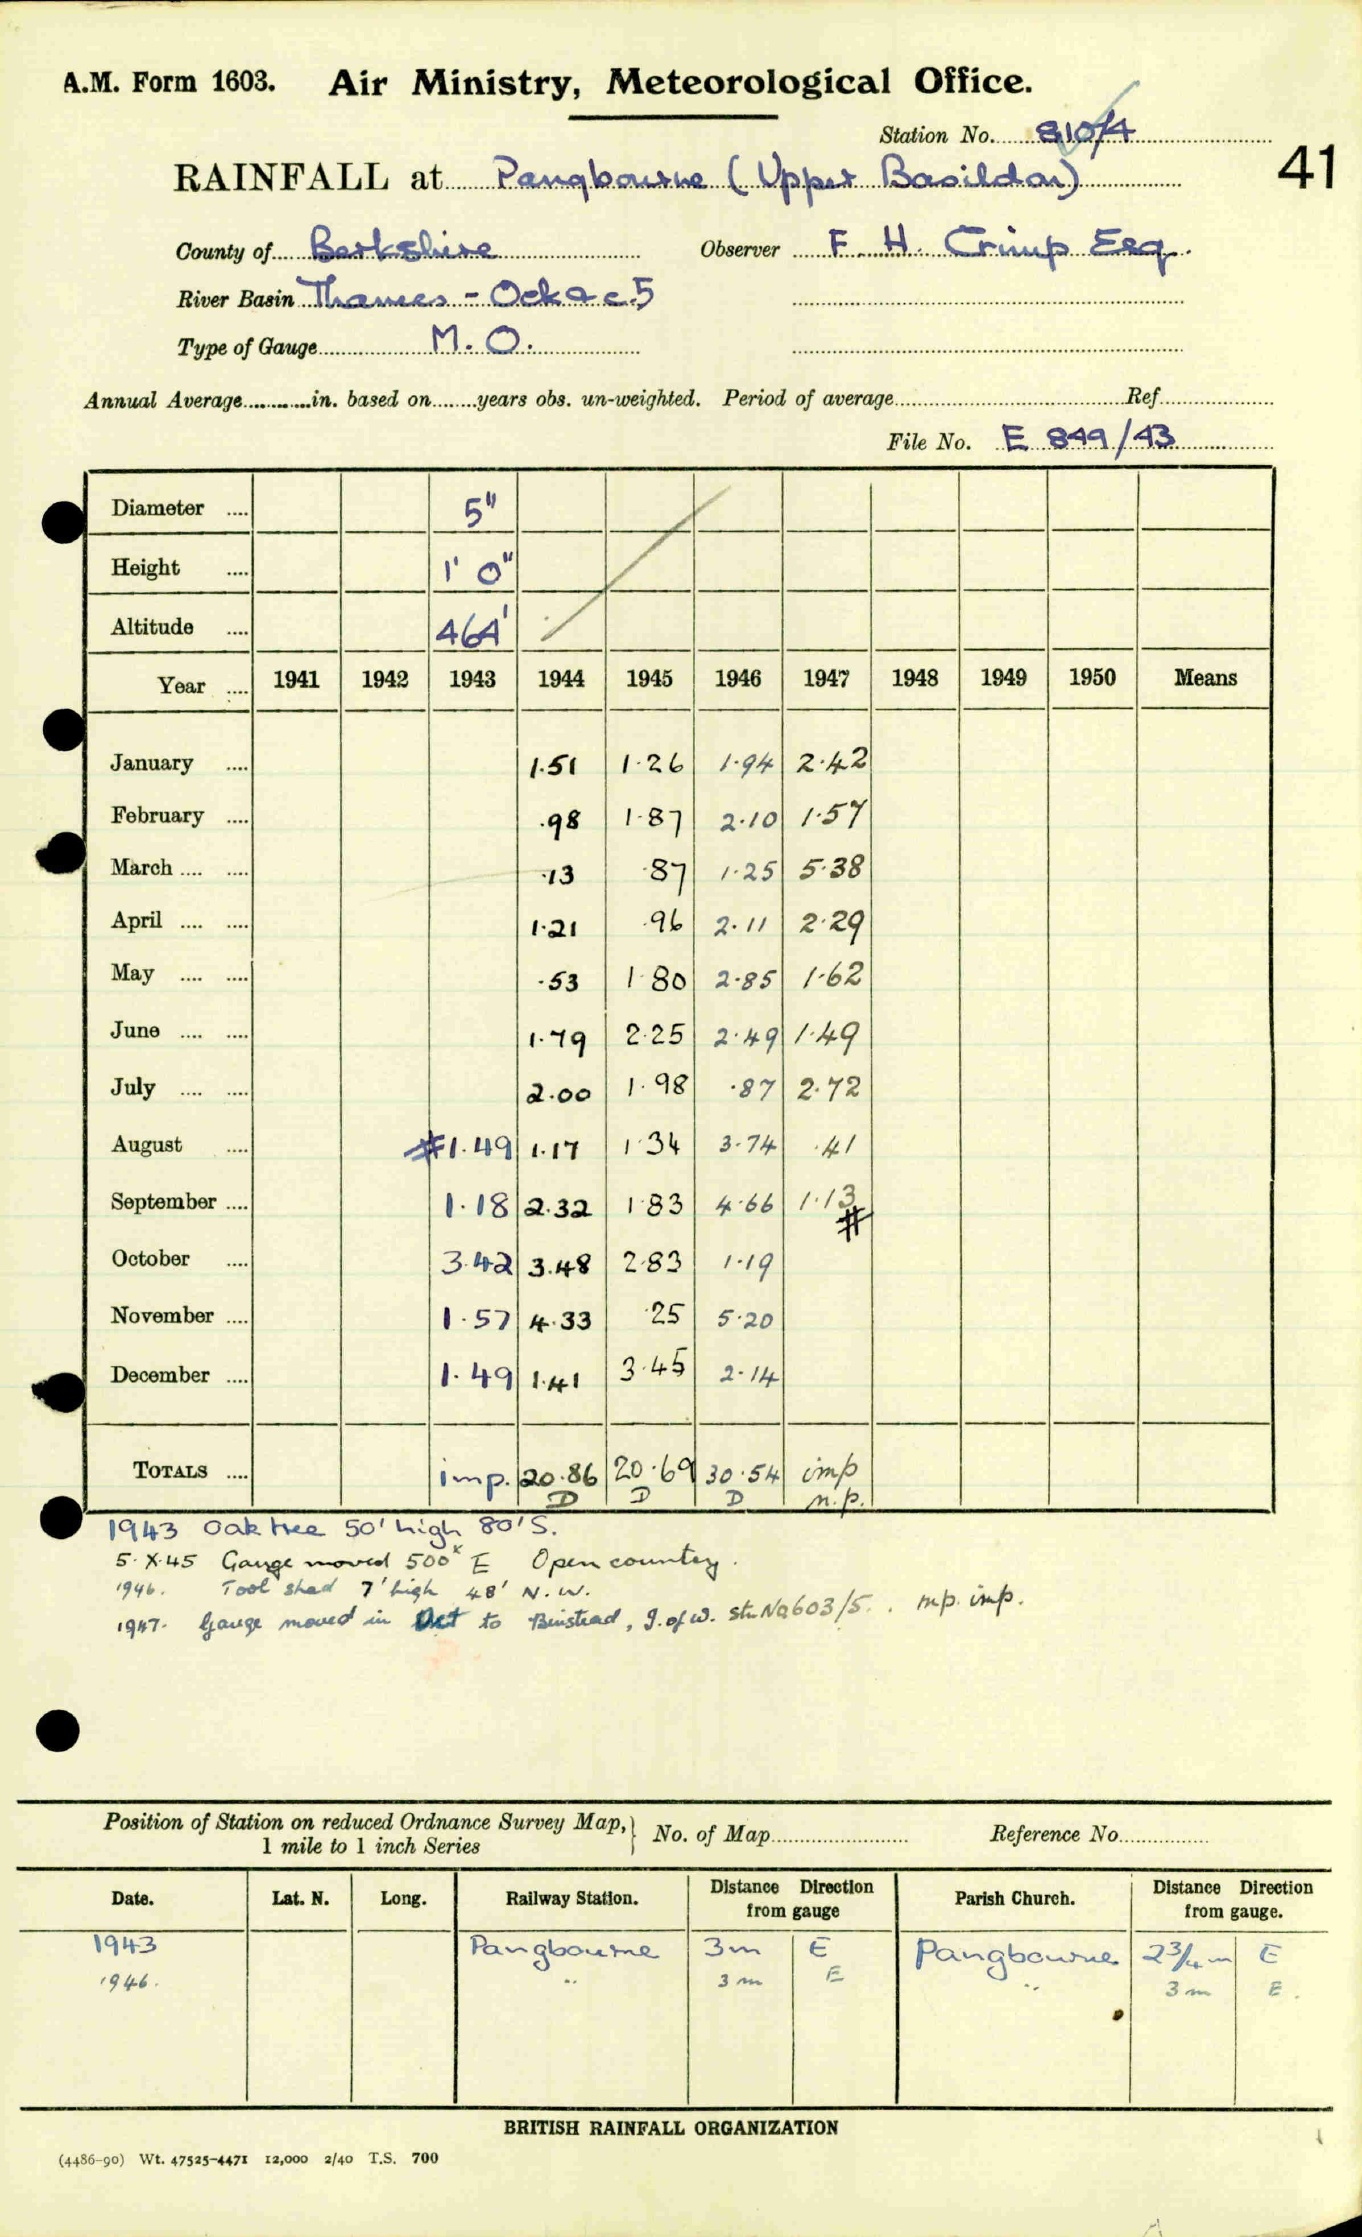 A.M. Form 1603. Air Ministry, Meteorological Office.
Station No. 810/4
41
RAINFALL at Pangbourne (Upper Basildon)
County of Berkshire Observer F. H. Crimp Esq.
River Basin Thames - Ock &c. 5
Type of Gauge M.O.
Annual Average in. based on years obs. un-weighted. Period of average Ref
File No. E 849/43
Diameter 5"
Height 1' 0"
Altitude 464'
Year 1941 1942 1943 1944 1945 1946 1947 1948 1949 1950 Means
January 1.51 1.26 1.94 2.42
February .98 1.87 2.10 1.57
March .13 .87 1.25 5.38
April 1.21 .96 2.11 2.29
May .53 1.80 2.85 1.62
June 1.79 2.25 2.49 1.49
July 2.00 1.98 .87 2.72
August #1.49 1.17 1.34 3.74 .41
September 1.18 2.32 1.83 4.66 1.13 #
October 3.42 3.48 2.83 1.19
November 1.57 4.33 .25 5.20
December 1.49 1.41 3.45 2.14
TOTALS imp. 20.86 20.69 30.54 imp
D D D n.p.
1943 Oak tree 50' high 80' S.
5.X.45 Gauge moved 500x E Open country.
1946. Tool shed 7' high 48' N.W.
1947. Gauge moved in Oct to Binstead, I. of W. stn No 603/5. mp. imp.
Position of Station on reduced Ordnance Survey Map, 1 mile to 1 inch Series No. of Map Reference No.
Date. Lat. N. Long. Railway Station. Distance Direction from gauge Parish Church. Distance Direction from gauge.
1943 Pangbourne 3m E Pangbourne 2 3/4 m E
1946. " 3m E " 3m E.
BRITISH RAINFALL ORGANIZATION
(4486-90) Wt. 47525-4471 12,000 2/40 T.S. 700